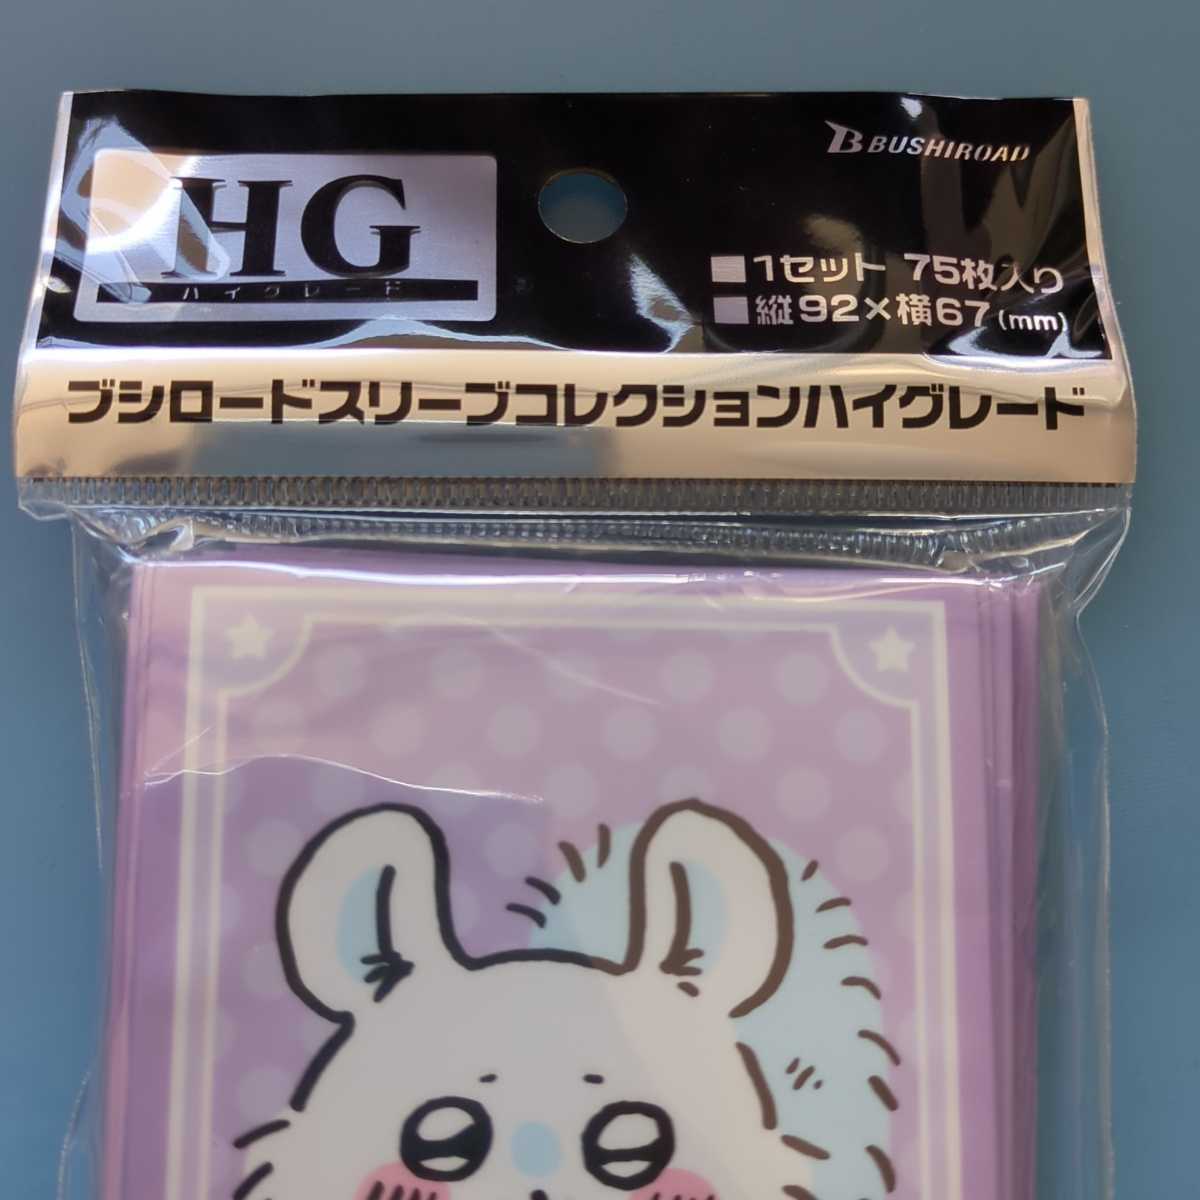 HG
ハイグレード
BUSHIROAD
■1セット 75枚入り
■縦92×横67(mm)
ブシロードスリーブコレクションハイグレード